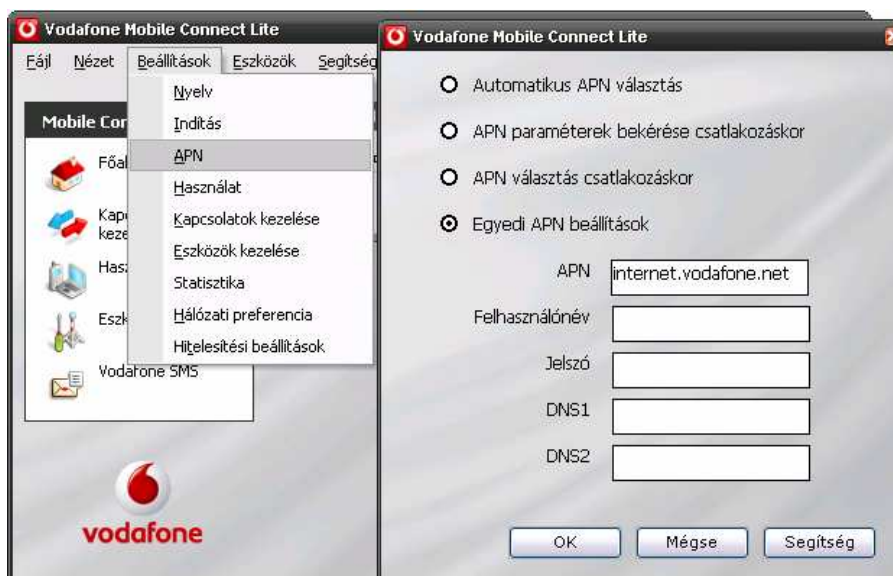 Vodafone Mobile Connect Lite
Fájl Nézet Beállítások Eszközök Segítség
Nyelv
Indítás
APN
Használat
Kapcsolatok kezelése
Eszközök kezelése
Statisztika
Hálózati preferencia
Hitelesítési beállítások
Mobile
Vodafone SMS
vodafone
Vodafone Mobile Connect Lite
Automatikus APN választás
APN paraméterek bekérése csatlakozáskor
APN választás csatlakozáskor
Egyedi APN beállítások
APN internet.vodafone.net
Felhasználónév
Jelszó
DNS1
DNS2
OK Mégse Segítség